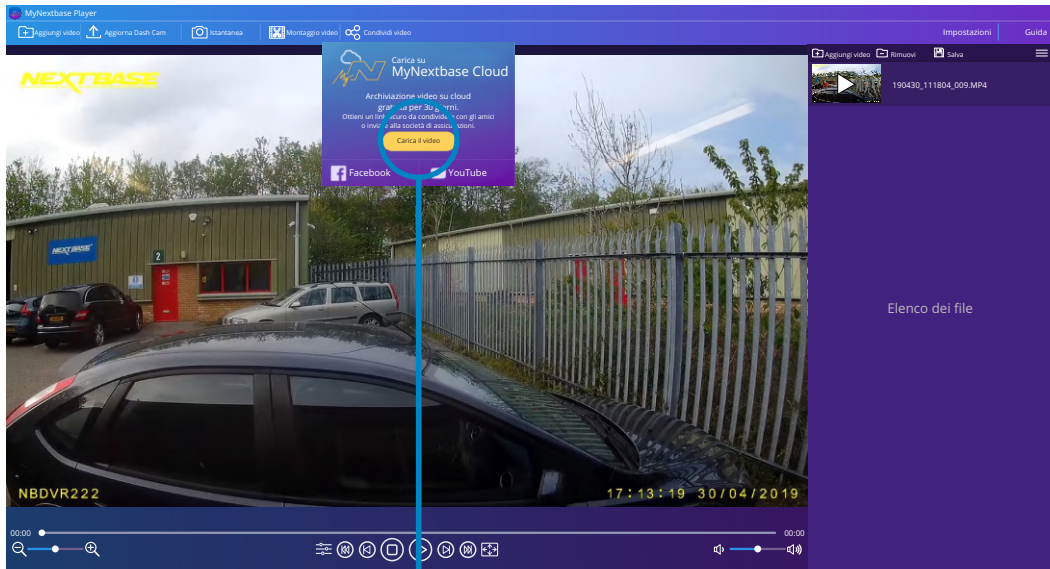 MyNextbase Player
Aggiungi video
Aggiorna Dash Cam
Istantanea
Montaggio video
Condividi video
Impostazioni
Guida
Carica su
MyNextbase Cloud
Archiviazione video su cloud
gratuita per 30 giorni.
Ottieni un link sicuro da condividere con gli amici
o inviare alla società di assicurazioni.
Carica il video
Facebook
YouTube
Aggiungi video
Rimuovi
Salva
190430_111804_009.MP4
Elenco dei file
NEXTBASE
NEXTBASE
2
NBDVR222
17:13:19 30/04/2019
00:00
00:00